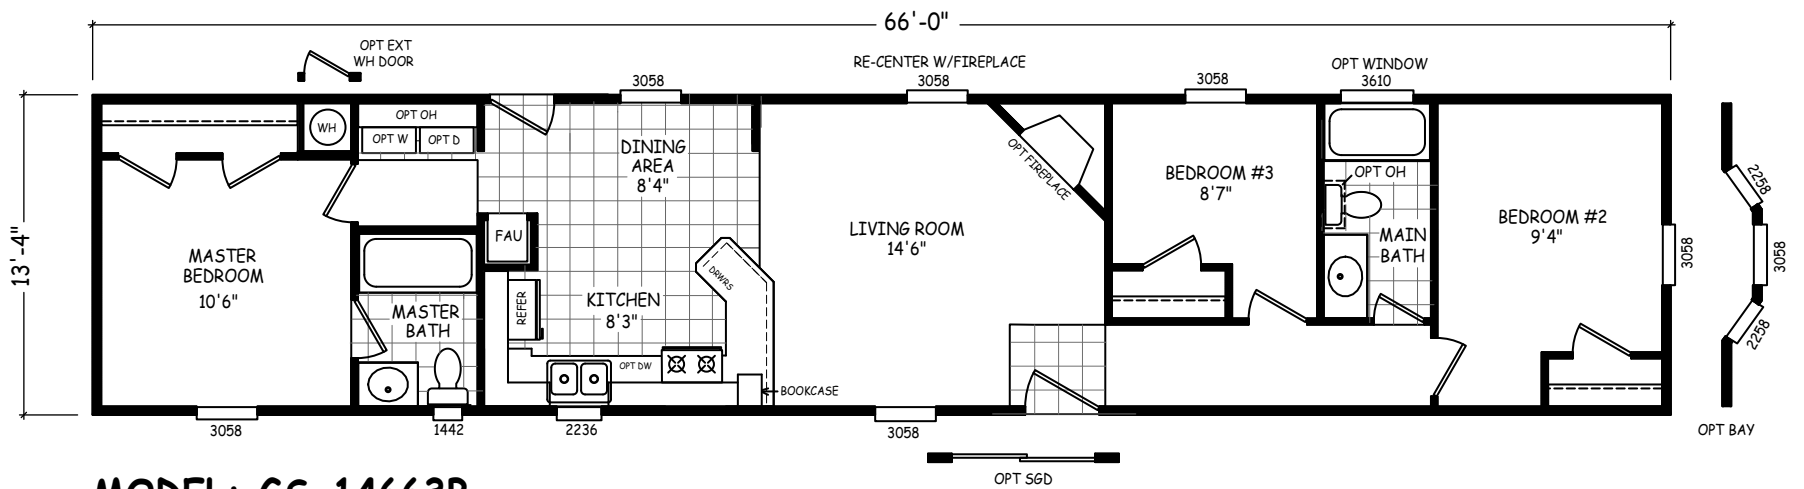 66'-0"
OPT EXT
WH DOOR
RE-CENTER W/FIREPLACE
OPT WINDOW
3058
3058
3058
3610
13'-4"
WH
OPT OH
OPT W
OPT D
DINING
AREA
8'4"
OPT FIREPLACE
BEDROOM #3
8'7"
OPT OH
2258
MASTER
BEDROOM
10'6"
FAU
LIVING ROOM
14'6"
MAIN
BATH
BEDROOM #2
9'4"
3058
3058
DRWRS
REFER
KITCHEN
8'3"
MASTER
BATH
2258
OPT DW
BOOKCASE
3058
1442
2236
3058
OPT BAY
OPT SGD